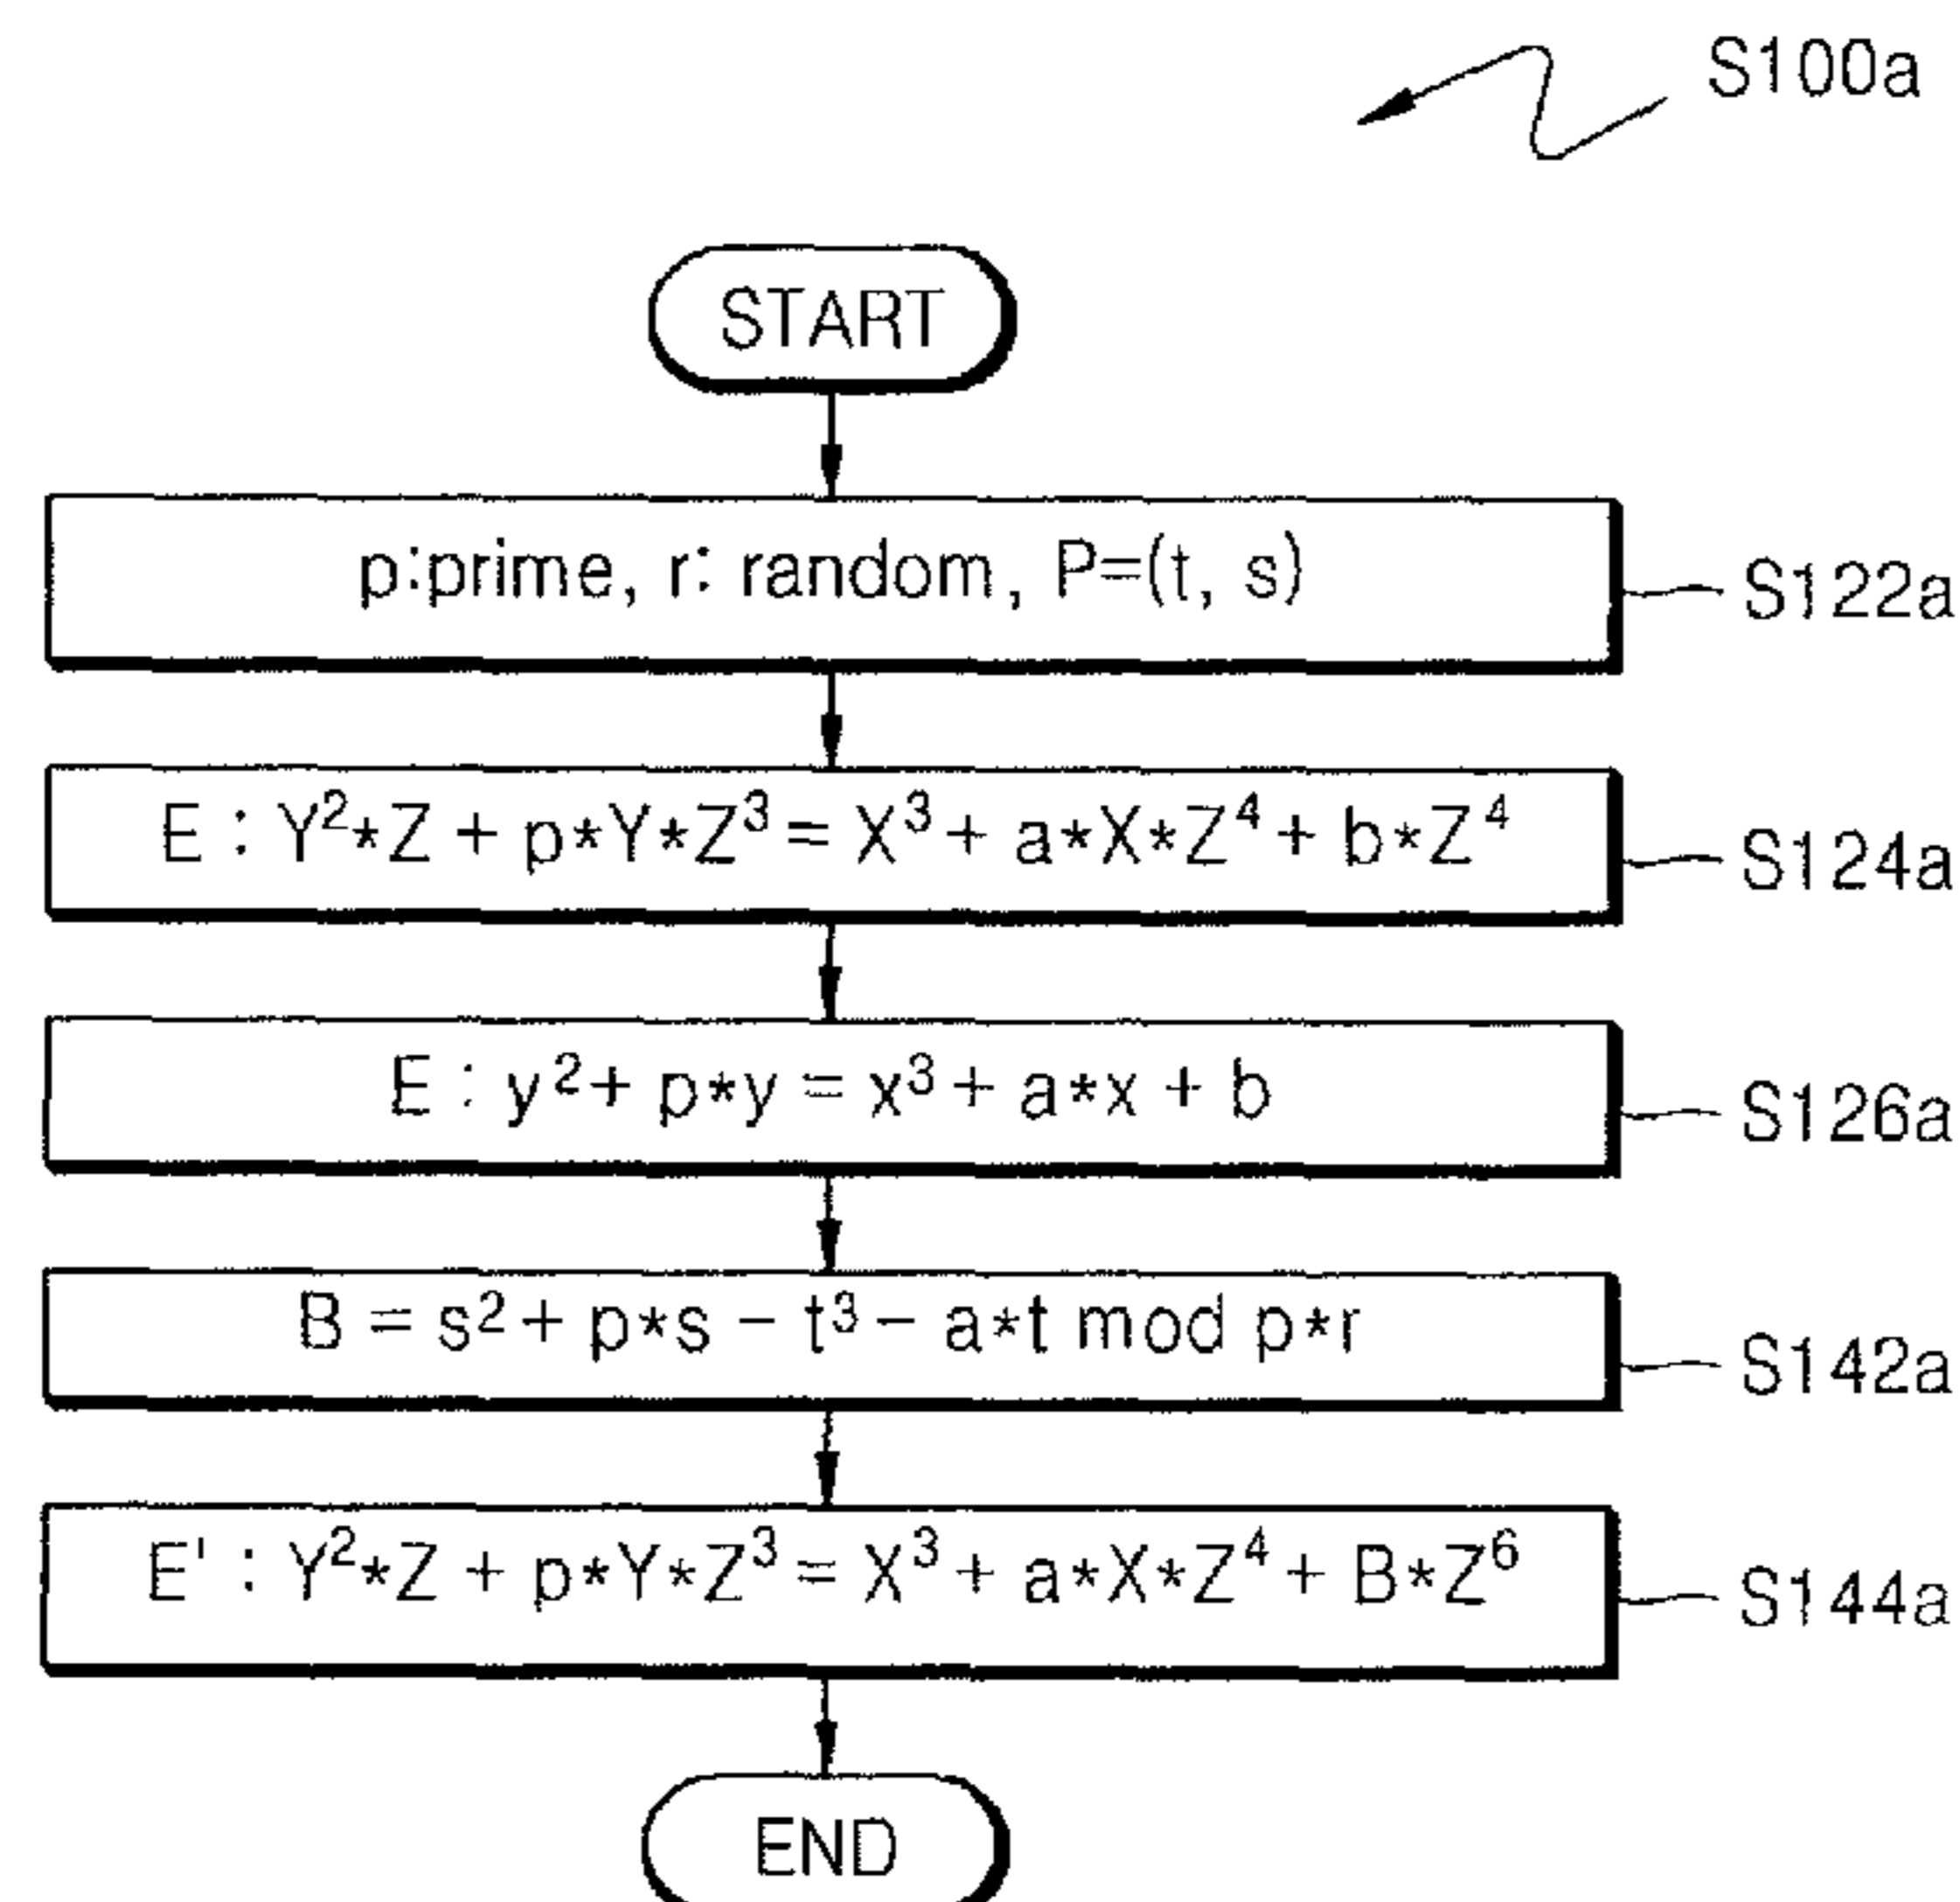 S100a
START
p:prime, r: random, P=(t, s)
S122a
E : Y²*Z + p*Y*Z³ = X³ + a*X*Z⁴ + b*Z⁴
S124a
E : y² + p*y = x³ + a*x + b
S126a
B = s² + p*s - t³ - a*t mod p*r
S142a
E' : Y²*Z + p*Y*Z³ = X³ + a*X*Z⁴ + B*Z⁶
S144a
END